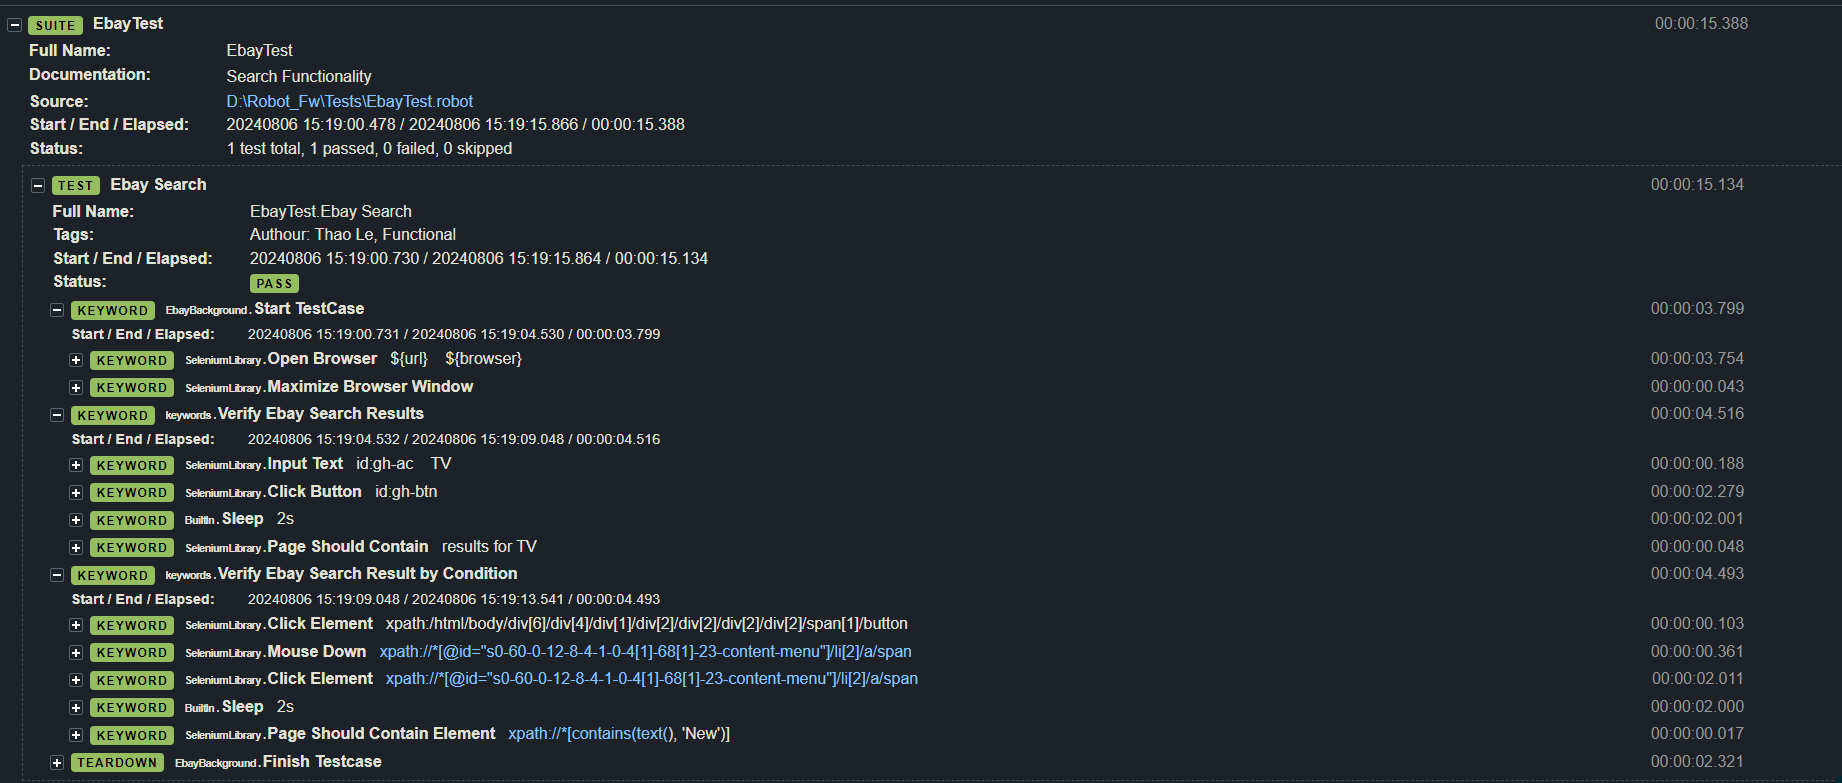 SUITE EbayTest 00:00:15.388
Full Name: EbayTest
Documentation: Search Functionality
Source: D:\Robot_Fw\Tests\EbayTest.robot
Start / End / Elapsed: 20240806 15:19:00.478 / 20240806 15:19:15.866 / 00:00:15.388
Status: 1 test total, 1 passed, 0 failed, 0 skipped
TEST Ebay Search 00:00:15.134
Full Name: EbayTest.Ebay Search
Tags: Authour: Thao Le, Functional
Start / End / Elapsed: 20240806 15:19:00.730 / 20240806 15:19:15.864 / 00:00:15.134
Status: PASS
KEYWORD EbayBackground.Start TestCase 00:00:03.799
Start / End / Elapsed: 20240806 15:19:00.731 / 20240806 15:19:04.530 / 00:00:03.799
KEYWORD SeleniumLibrary.Open Browser ${url} ${browser} 00:00:03.754
KEYWORD SeleniumLibrary.Maximize Browser Window 00:00:00.043
KEYWORD keywords.Verify Ebay Search Results 00:00:04.516
Start / End / Elapsed: 20240806 15:19:04.532 / 20240806 15:19:09.048 / 00:00:04.516
KEYWORD SeleniumLibrary.Input Text id:gh-ac TV 00:00:00.188
KEYWORD SeleniumLibrary.Click Button id:gh-btn 00:00:02.279
KEYWORD BuiltIn.Sleep 2s 00:00:02.001
KEYWORD SeleniumLibrary.Page Should Contain results for TV 00:00:00.048
KEYWORD keywords.Verify Ebay Search Result by Condition 00:00:04.493
Start / End / Elapsed: 20240806 15:19:09.048 / 20240806 15:19:13.541 / 00:00:04.493
KEYWORD SeleniumLibrary.Click Element xpath:/html/body/div[6]/div[4]/div[1]/div[2]/div[2]/div[2]/div[2]/span[1]/button 00:00:00.103
KEYWORD SeleniumLibrary.Mouse Down xpath://*[@id="s0-60-0-12-8-4-1-0-4[1]-68[1]-23-content-menu"]/li[2]/a/span 00:00:00.361
KEYWORD SeleniumLibrary.Click Element xpath://*[@id="s0-60-0-12-8-4-1-0-4[1]-68[1]-23-content-menu"]/li[2]/a/span 00:00:02.011
KEYWORD BuiltIn.Sleep 2s 00:00:02.000
KEYWORD SeleniumLibrary.Page Should Contain Element xpath://*[contains(text(), 'New')] 00:00:00.017
TEARDOWN EbayBackground.Finish Testcase 00:00:02.321